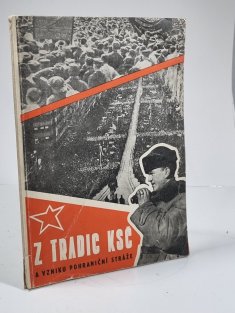 Z TRADIC KSČ
A VZNIKU POHRANIČNÍ STRÁŽE